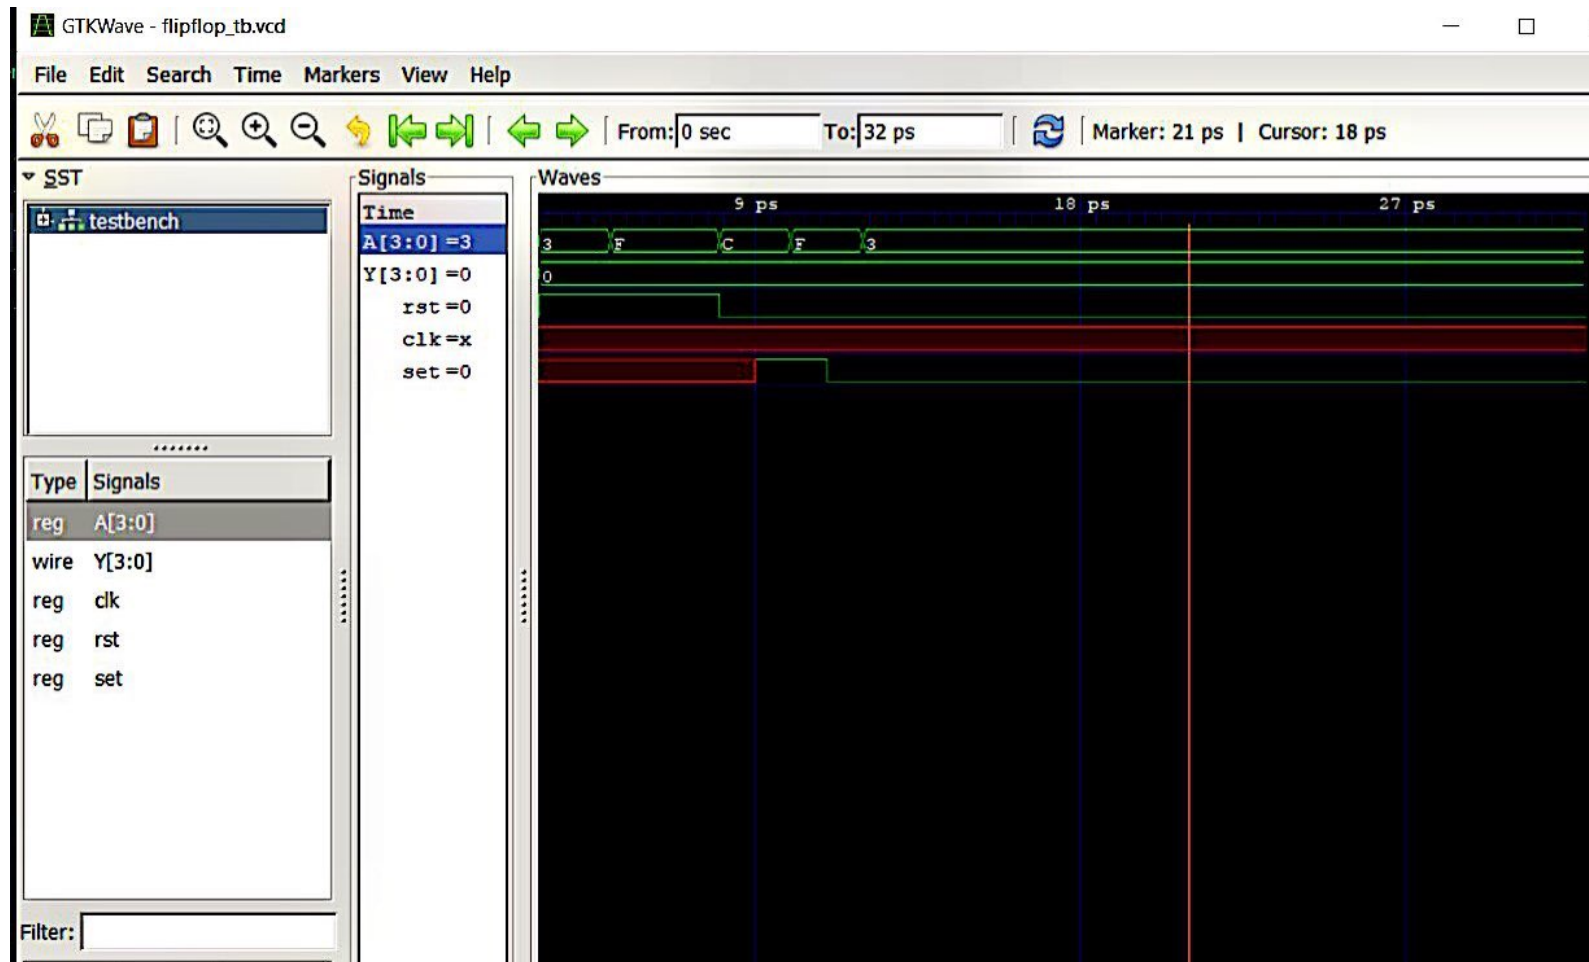 GTKWave - flipflop_tb.vcd
File Edit Search Time Markers View Help
From: 0 sec To: 32 ps Marker: 21 ps | Cursor: 18 ps
SST
testbench
Type Signals
reg A[3:0]
wire Y[3:0]
reg clk
reg rst
reg set
Filter:
Signals
Time
A[3:0] =3
Y[3:0] =0
rst =0
clk =x
set =0
Waves
9 ps 18 ps 27 ps
3 F C F 3
0